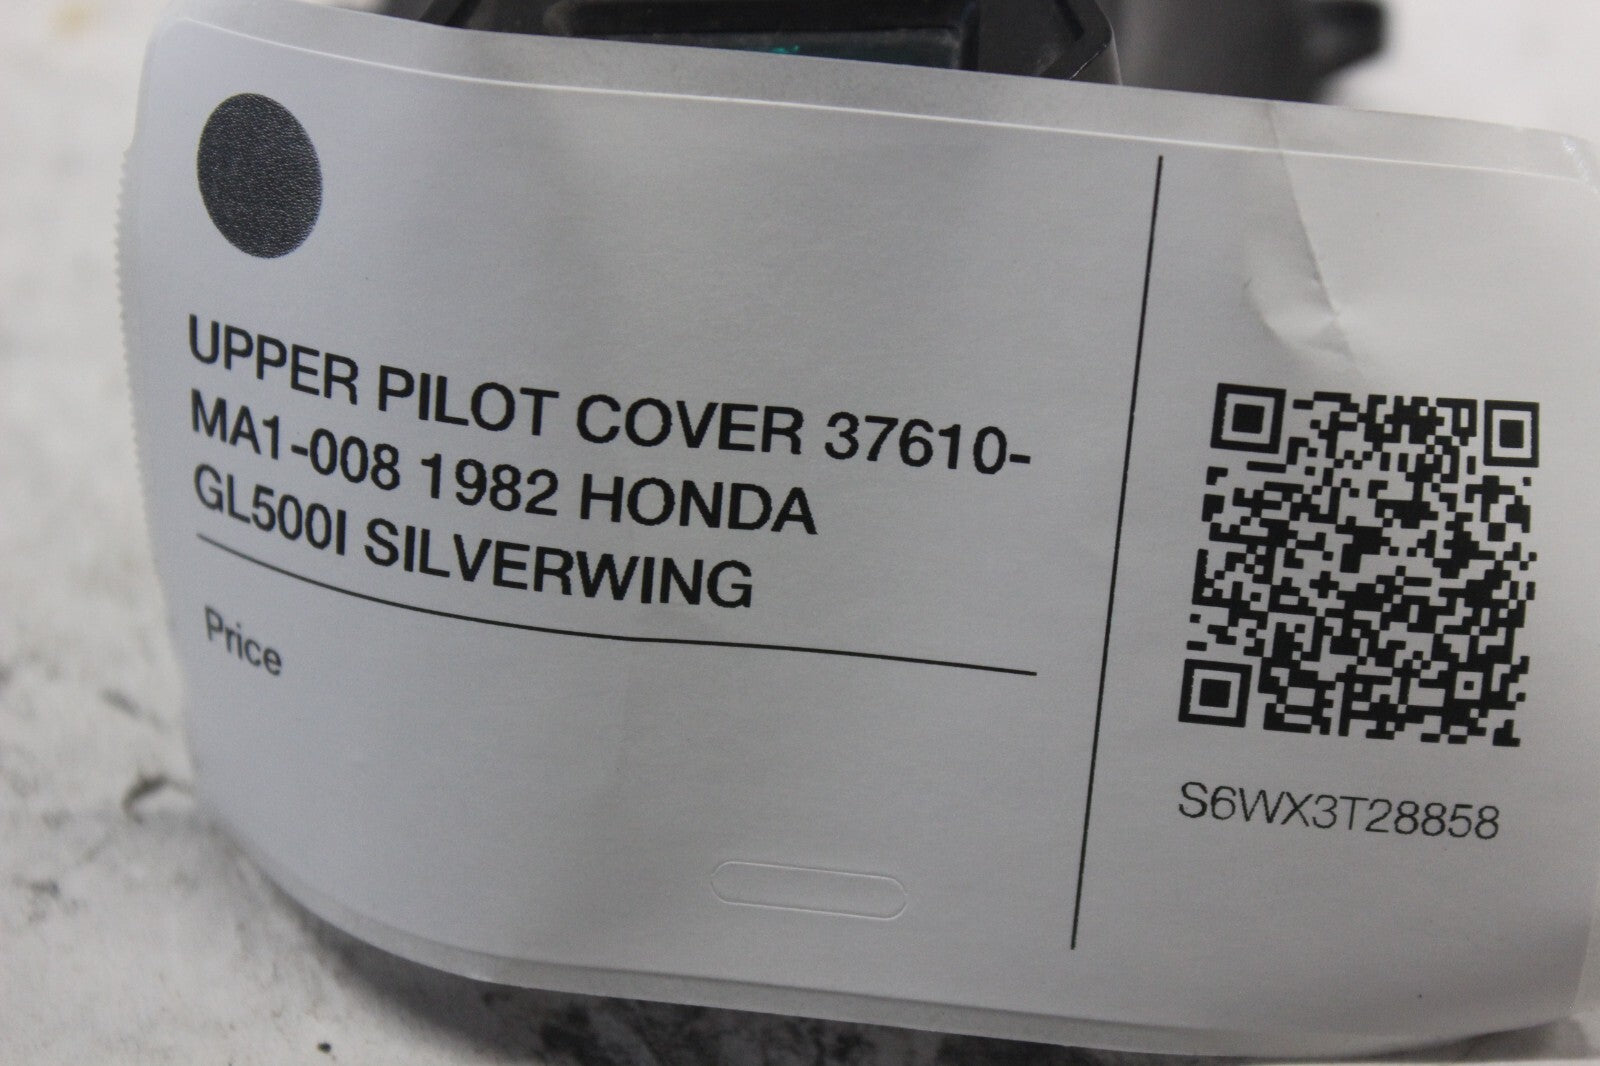 UPPER PILOT COVER 37610-
MA1-008 1982 HONDA
GL500I SILVERWING
Price
S6WX3T28858